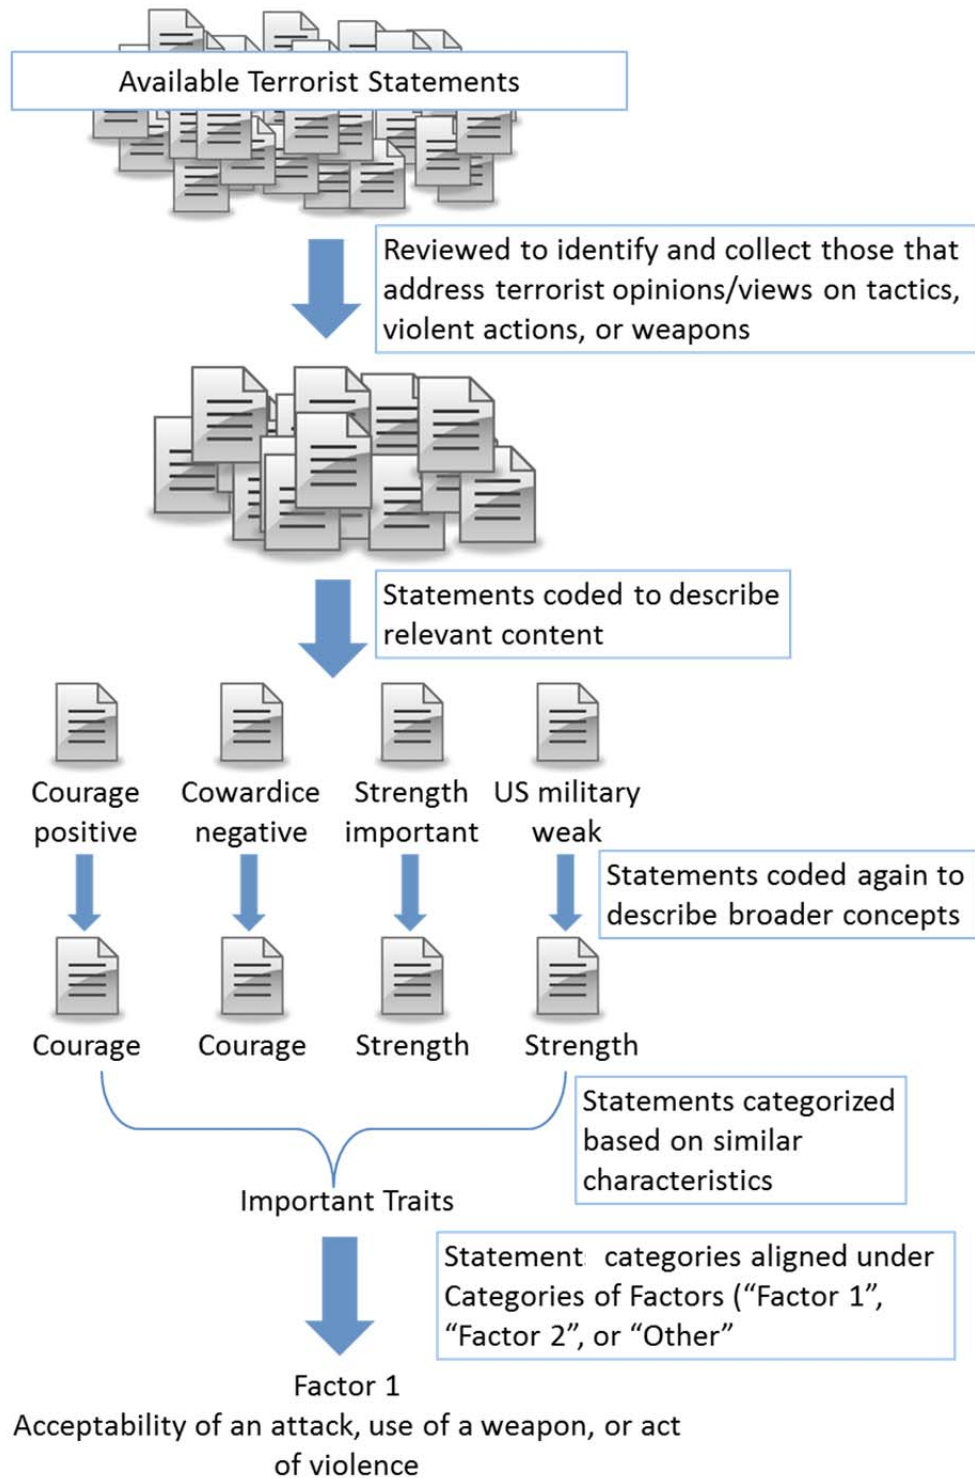 Available Terrorist Statements
Reviewed to identify and collect those that
address terrorist opinions/views on tactics,
violent actions, or weapons
Statements coded to describe
relevant content
Courage
positive
Cowardice
negative
Strength
important
US military
weak
Statements coded again to
describe broader concepts
Courage
Courage
Strength
Strength
Statements categorized
based on similar
characteristics
Important Traits
Statement categories aligned under
Categories of Factors (“Factor 1”,
“Factor 2”, or “Other”
Factor 1
Acceptability of an attack, use of a weapon, or act
of violence